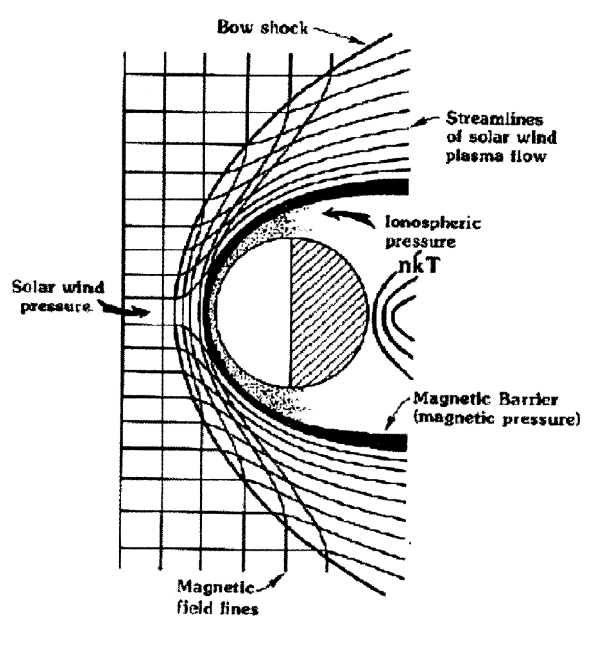 Bow shock
Streamlines
of solar wind
plasma flow
Ionospheric
pressure
nkT
Solar wind
pressure
Magnetic Barrier
(magnetic pressure)
Magnetic
field lines